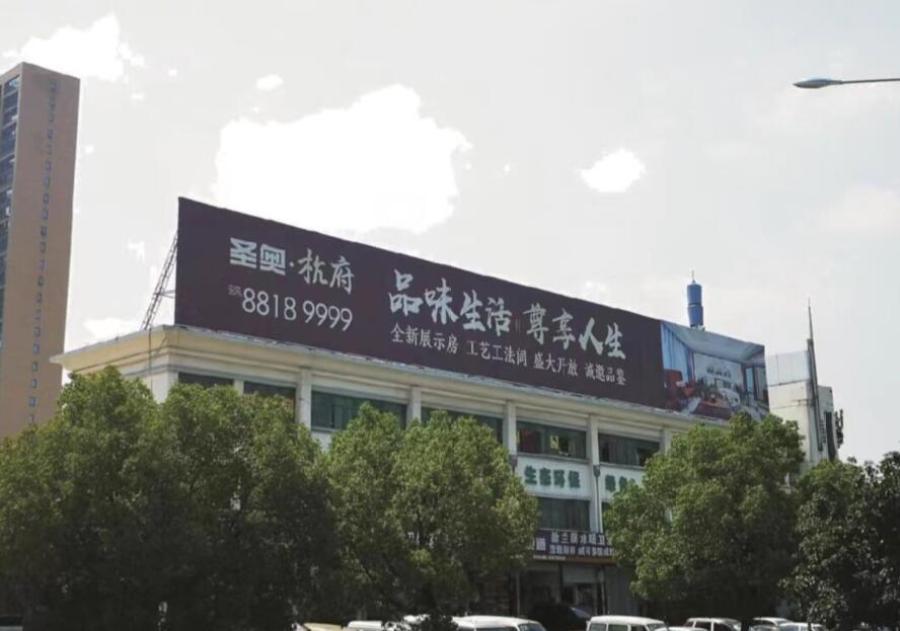 圣奥·杭府
8818 9999
品味生活 尊享人生
全新展示房 工艺工法间 盛大开放 诚邀品鉴
生态环保